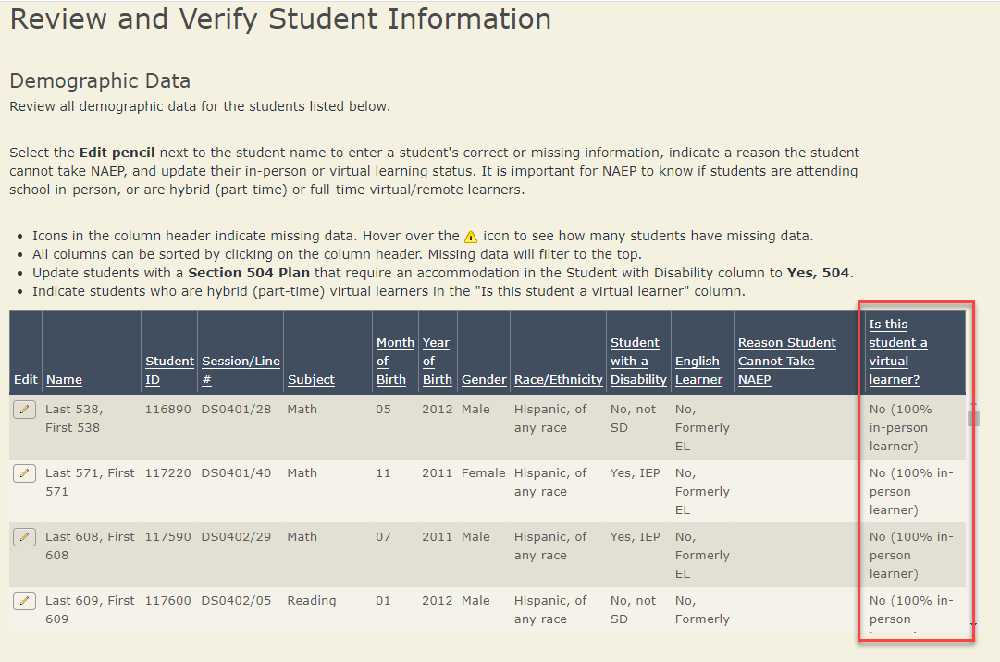 Review and Verify Student Information
Demographic Data
Review all demographic data for the students listed below.
Select the Edit pencil next to the student name to enter a student's correct or missing information, indicate a reason the student
cannot take NAEP, and update their in-person or virtual learning status. It is important for NAEP to know if students are attending
school in-person, or are hybrid (part-time) or full-time virtual/remote learners.
• Icons in the column header indicate missing data. Hover over the icon to see how many students have missing data.
• All columns can be sorted by clicking on the column header. Missing data will filter to the top.
• Update students with a Section 504 Plan that require an accommodation in the Student with Disability column to Yes, 504.
• Indicate students who are hybrid (part-time) virtual learners in the "Is this student a virtual learner" column.
Edit
Name
Student
ID
Session/Line
#
Subject
Month
of
Birth
Year
of
Birth
Gender
Race/Ethnicity
Student
with a
Disability
English
Learner
Reason Student
Cannot Take
NAEP
Is this
student a
virtual
learner?
Last 538,
First 538
116890
DS0401/28
Math
05
2012
Male
Hispanic, of
any race
No, not
SD
No,
Formerly
EL
No (100%
in-person
learner)
Last 571, First
571
117220
DS0401/40
Math
11
2011
Female
Hispanic, of
any race
Yes, IEP
No,
Formerly
EL
No (100% in-
person
learner)
Last 608, First
608
117590
DS0402/29
Math
07
2011
Male
Hispanic, of
any race
Yes, IEP
No,
Formerly
EL
No (100% in-
person
learner)
Last 609, First
609
117600
DS0402/05
Reading
01
2012
Male
Hispanic, of
any race
No, not
SD
No,
Formerly
No (100% in-
person